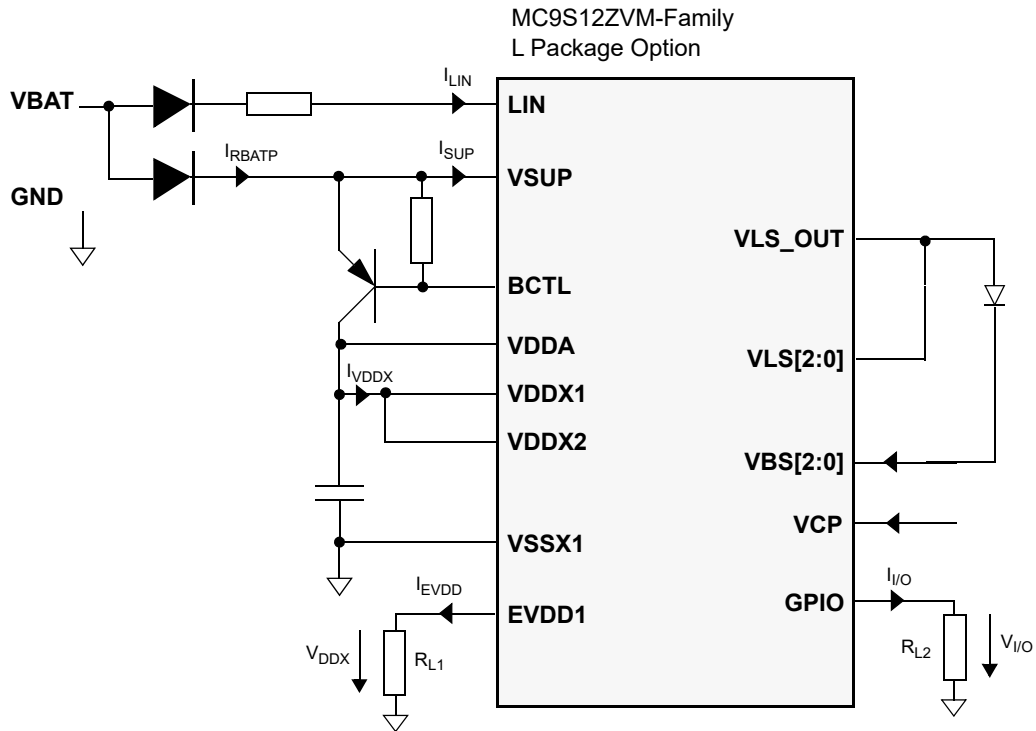 MC9S12ZVM-Family
L Package Option
VBAT
I_LIN
LIN
I_RBATP
I_SUP
VSUP
GND
VLS_OUT
BCTL
VDDA
VLS[2:0]
I_VDDX
VDDX1
VDDX2
VBS[2:0]
VCP
VSSX1
I_EVDD
EVDD1
I_I/O
GPIO
V_DDX
R_L1
R_L2
V_I/O